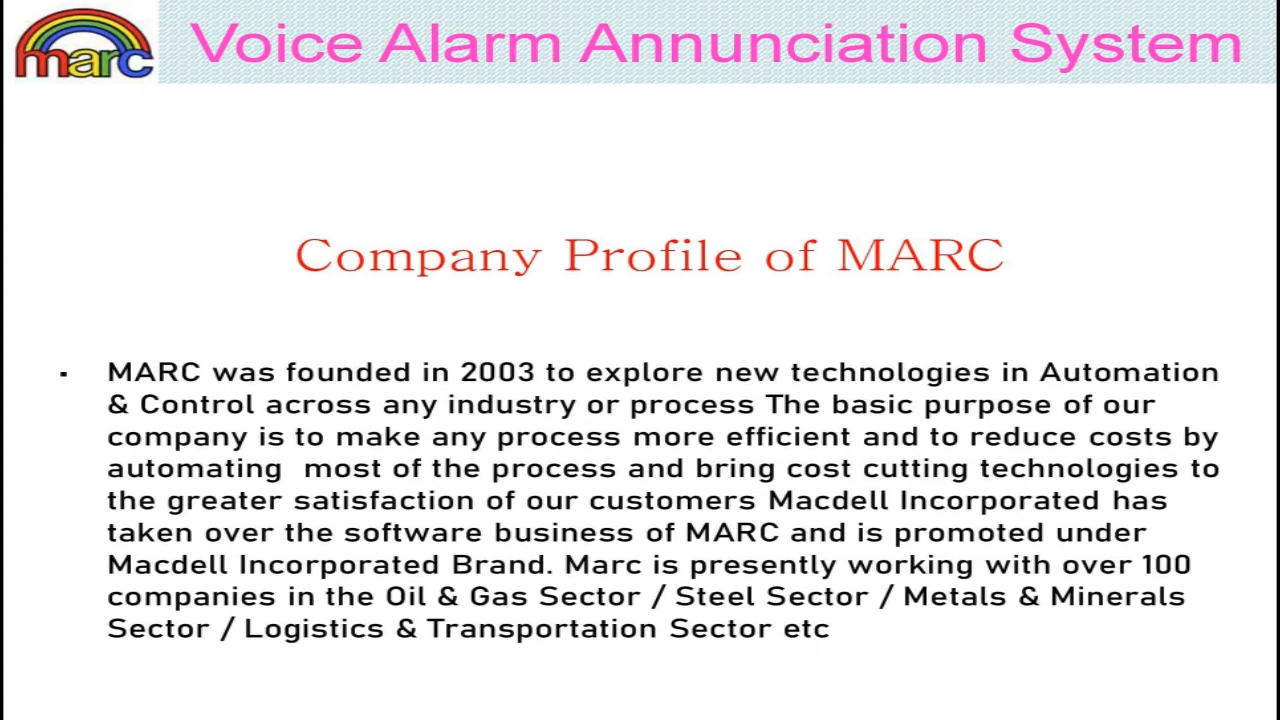 marc
Voice Alarm Annunciation System
Company Profile of MARC
▪ MARC was founded in 2003 to explore new technologies in Automation
& Control across any industry or process The basic purpose of our
company is to make any process more efficient and to reduce costs by
automating  most of the process and bring cost cutting technologies to
the greater satisfaction of our customers Macdell Incorporated has
taken over the software business of MARC and is promoted under
Macdell Incorporated Brand. Marc is presently working with over 100
companies in the Oil & Gas Sector / Steel Sector / Metals & Minerals
Sector / Logistics & Transportation Sector etc